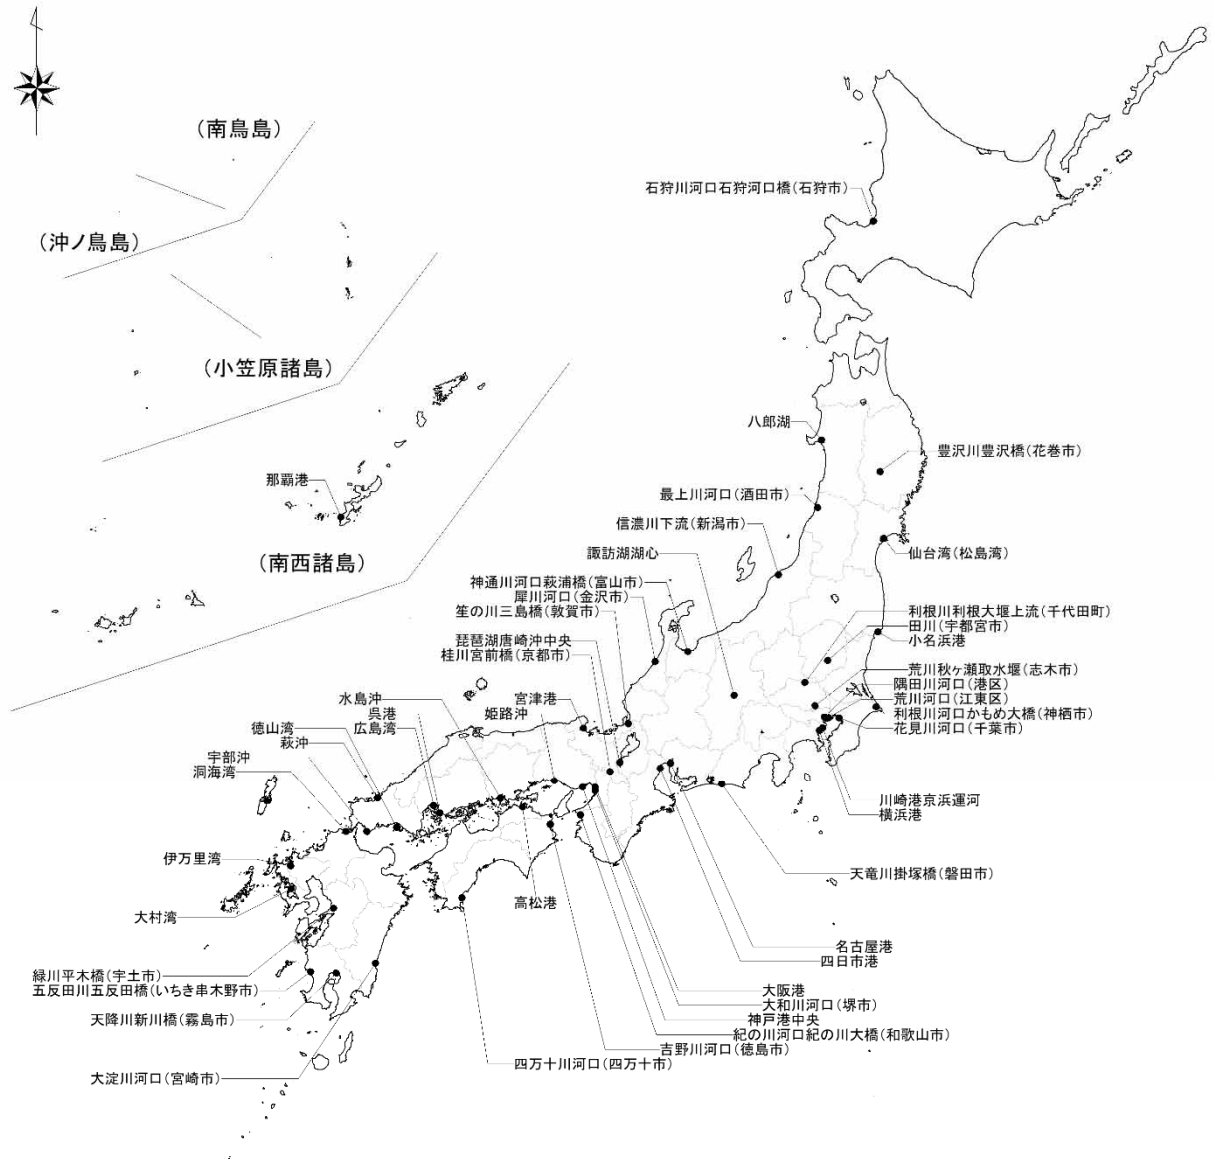 (南鳥島)
(沖ノ鳥島)
(小笠原諸島)
(南西諸島)
那覇港
石狩川河口石狩河口橋(石狩市)
八郎湖
豊沢川豊沢橋(花巻市)
最上川河口(酒田市)
信濃川下流(新潟市)
諏訪湖湖心
仙台湾(松島湾)
神通川河口萩浦橋(富山市)
犀川河口(金沢市)
笙の川三島橋(敦賀市)
琵琶湖唐崎沖中央
桂川宮前橋(京都市)
利根川利根大堰上流(千代田町)
田川(宇都宮市)
小名浜港
荒川秋ヶ瀬取水堰(志木市)
隅田川河口(港区)
荒川河口(江東区)
利根川河口かもめ大橋(神栖市)
花見川河口(千葉市)
水島沖
宮津港
呉港
姫路沖
広島湾
徳山湾
萩沖
宇部沖
洞海湾
川崎港京浜運河
横浜港
伊万里湾
大村湾
高松港
天竜川掛塚橋(磐田市)
名古屋港
四日市港
緑川平木橋(宇土市)
五反田川五反田橋(いちき串木野市)
天降川新川橋(霧島市)
大淀川河口(宮崎市)
大阪港
大和川河口(堺市)
神戸港中央
紀の川河口紀の川大橋(和歌山市)
吉野川河口(徳島市)
四万十川河口(四万十市)